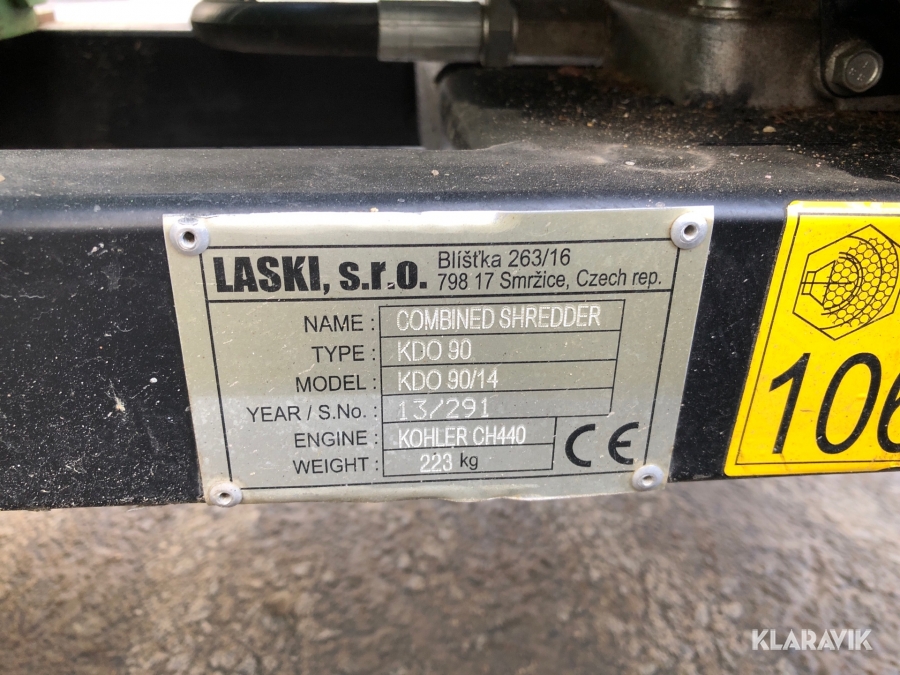 LASKI, s.r.o. Blíšťka 263/16
798 17 Smržice, Czech rep.
NAME : COMBINED SHREDDER
TYPE : KDO 90
MODEL : KDO 90/14
YEAR / S.No. : 13/291
ENGINE : KOHLER CH440
WEIGHT : 223 kg
CE
106
KLARAVIK